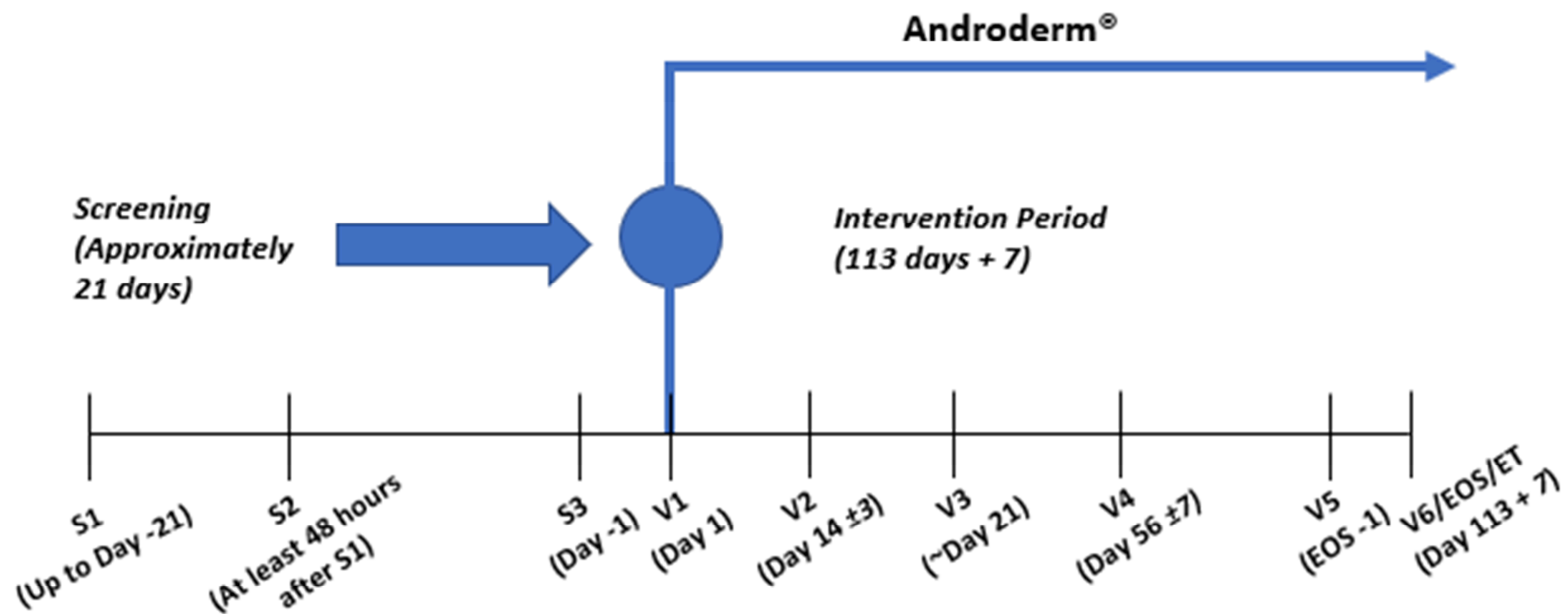 Androderm®
Screening
(Approximately
21 days)
Intervention Period
(113 days + 7)
S1
(Up to Day -21)
S2
(At least 48 hours
after S1)
S3
(Day -1)
V1
(Day 1)
V2
(Day 14 ±3)
V3
(~Day 21)
V4
(Day 56 ±7)
V5
(EOS -1)
V6/EOS/ET
(Day 113 + 7)